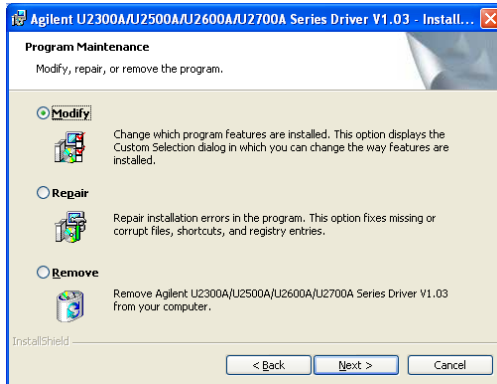 Agilent U2300A/U2500A/U2600A/U2700A Series Driver V1.03 - Install...
Program Maintenance
Modify, repair, or remove the program.
Modify
Change which program features are installed. This option displays the
Custom Selection dialog in which you can change the way features are
installed.
Repair
Repair installation errors in the program. This option fixes missing or
corrupt files, shortcuts, and registry entries.
Remove
Remove Agilent U2300A/U2500A/U2600A/U2700A Series Driver V1.03
from your computer.
InstallShield
< Back
Next >
Cancel